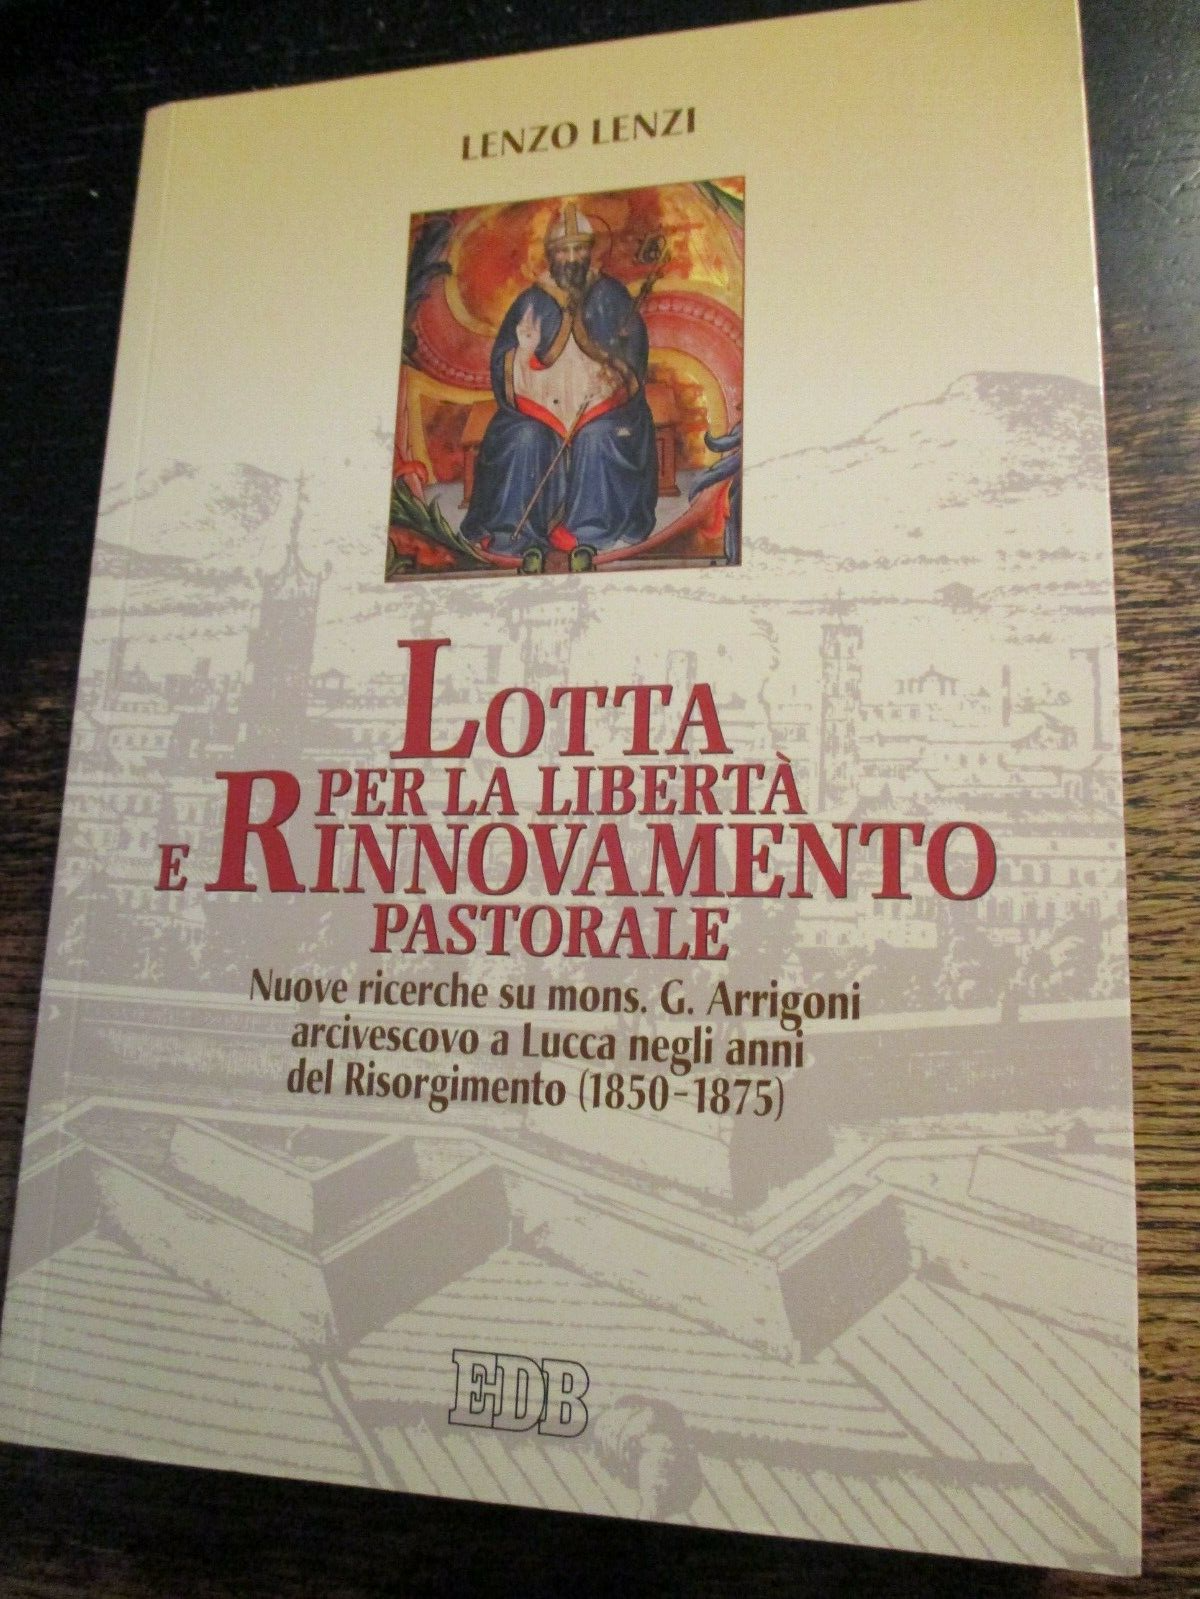 LENZO LENZI
LOTTA
PER LA LIBERTÀ
E RINNOVAMENTO
PASTORALE
Nuove ricerche su mons. G. Arrigoni
arcivescovo a Lucca negli anni
del Risorgimento (1850-1875)
EDB